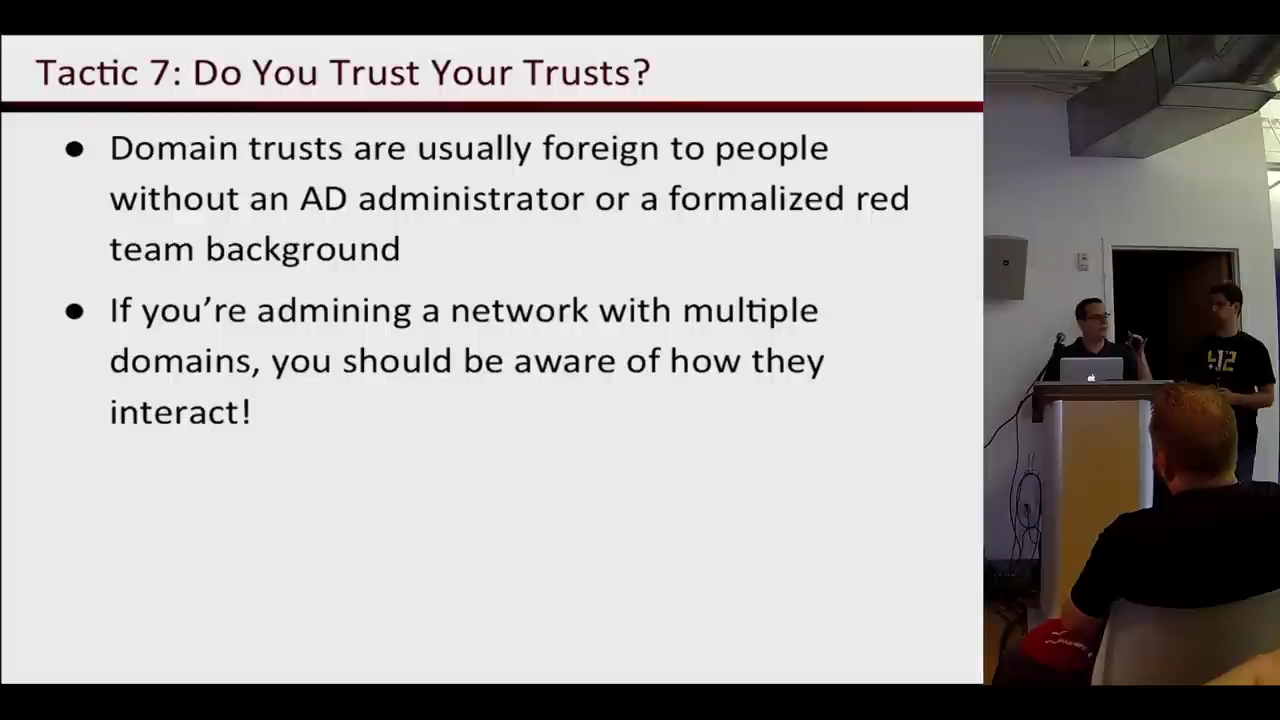 Tactic 7: Do You Trust Your Trusts?
● Domain trusts are usually foreign to people
without an AD administrator or a formalized red
team background
● If you’re admining a network with multiple
domains, you should be aware of how they
interact!